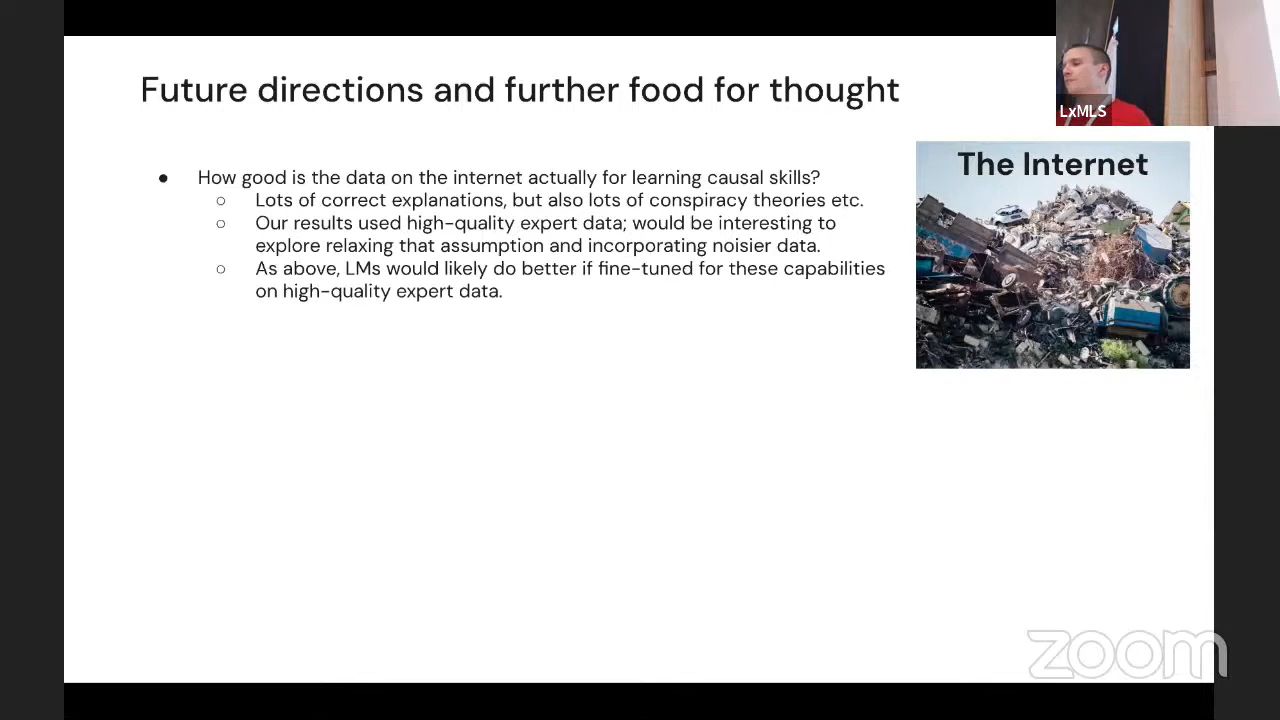 Future directions and further food for thought
LxMLS
The Internet
● How good is the data on the internet actually for learning causal skills?
○ Lots of correct explanations, but also lots of conspiracy theories etc.
○ Our results used high-quality expert data; would be interesting to
explore relaxing that assumption and incorporating noisier data.
○ As above, LMs would likely do better if fine-tuned for these capabilities
on high-quality expert data.
zoom